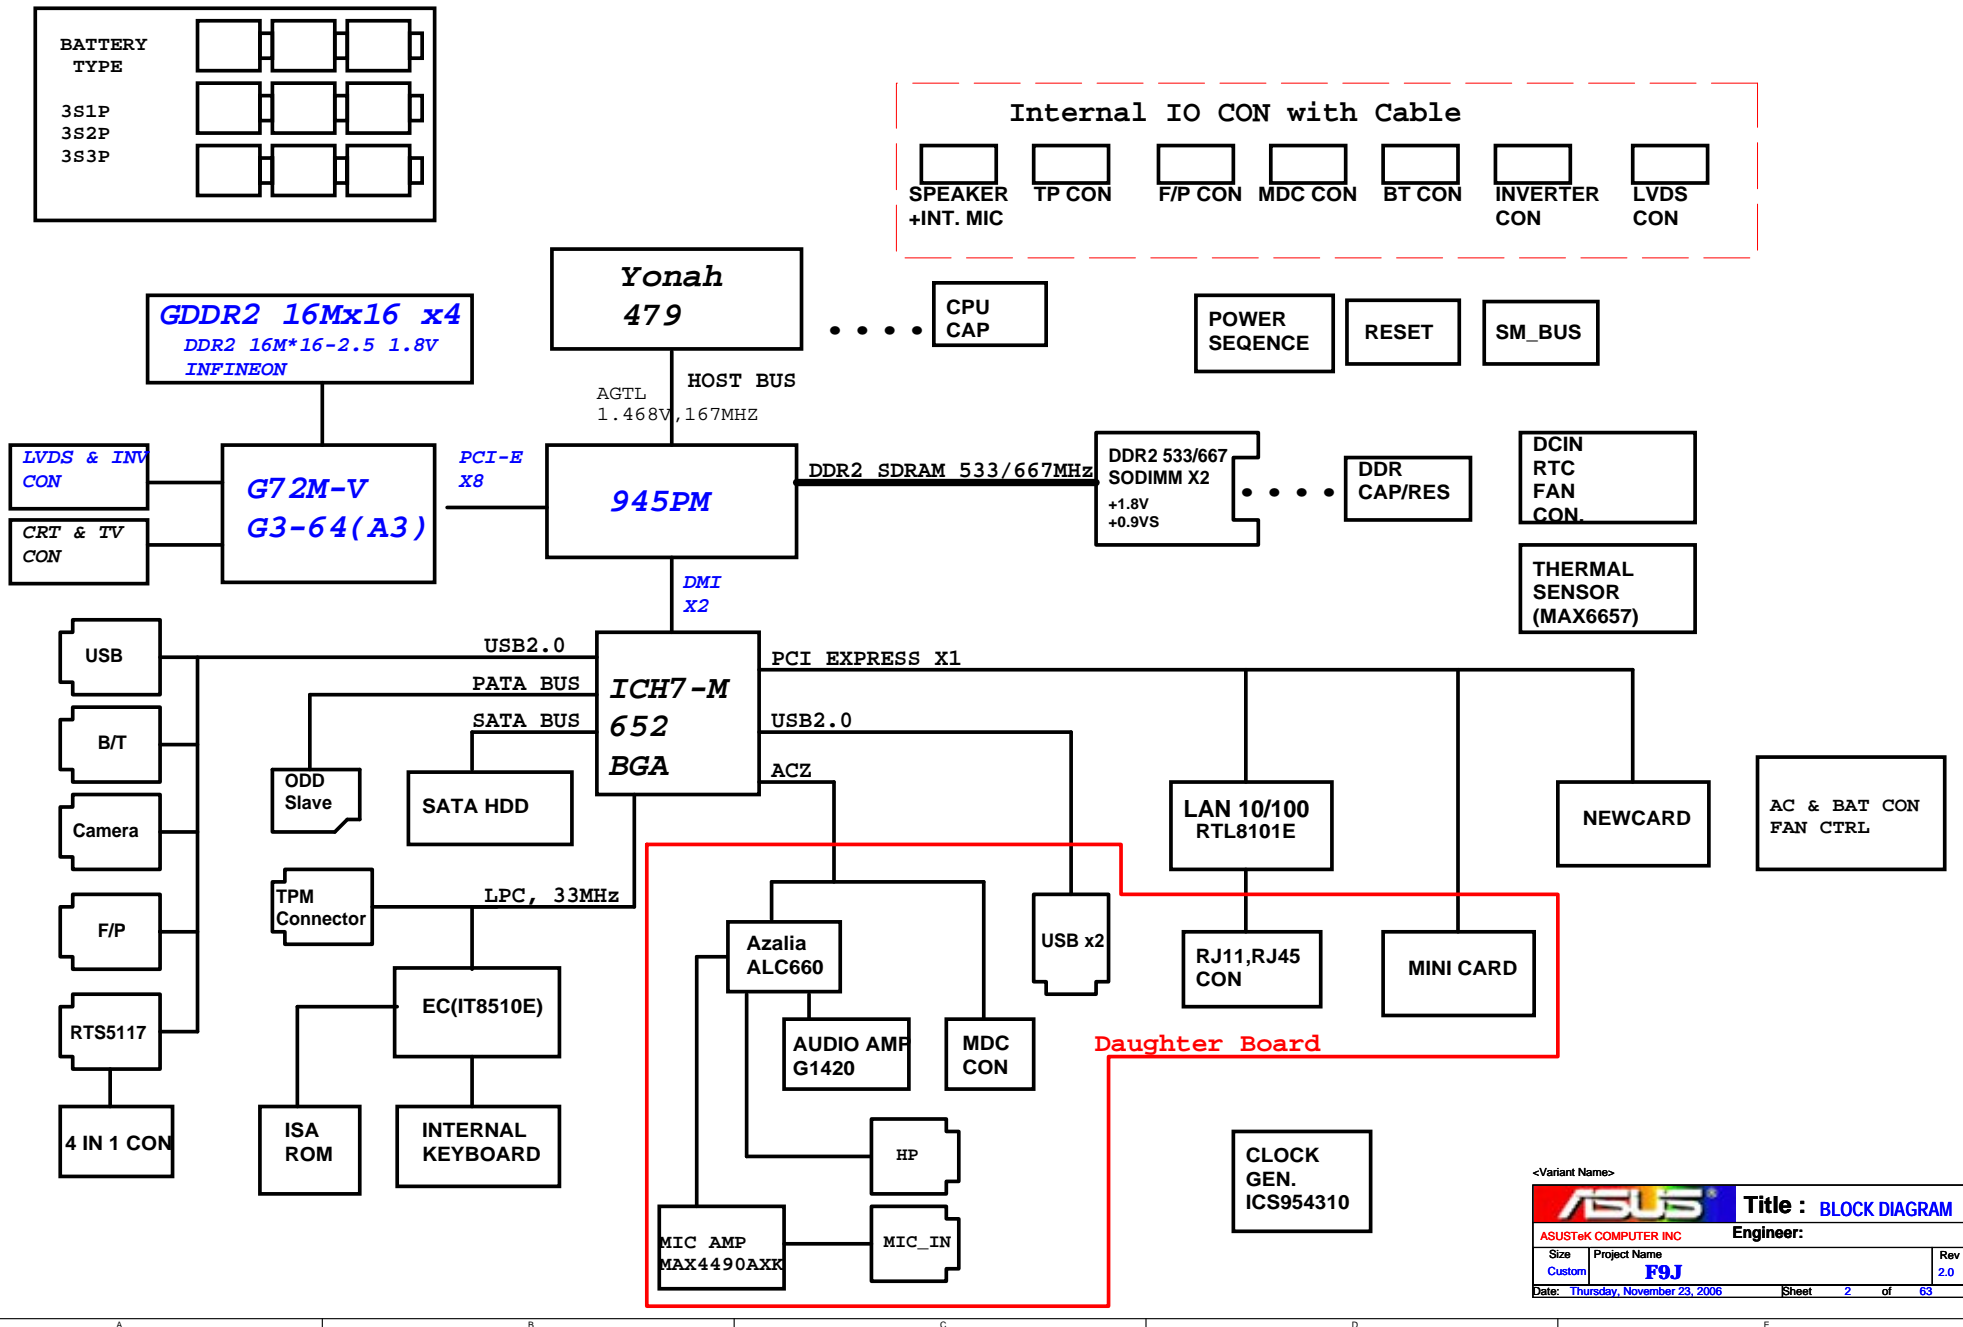 BATTERY
TYPE
3S1P
3S2P
3S3P
Internal IO CON with Cable
SPEAKER
+INT. MIC
TP CON
F/P CON
MDC CON
BT CON
INVERTER
CON
LVDS
CON
Yonah
479
CPU
CAP
POWER
SEQENCE
RESET
SM_BUS
GDDR2 16Mx16 x4
DDR2 16M*16-2.5 1.8V
INFINEON
HOST BUS
AGTL
1.468V,167MHZ
LVDS & INV
CON
CRT & TV
CON
G72M-V
G3-64(A3)
PCI-E
X8
945PM
DDR2 SDRAM 533/667MHz
DDR2 533/667
SODIMM X2
+1.8V
+0.9VS
DDR
CAP/RES
DCIN
RTC
FAN
CON.
THERMAL
SENSOR
(MAX6657)
DMI
X2
USB
B/T
Camera
F/P
RTS5117
4 IN 1 CON
USB2.0
PATA BUS
SATA BUS
ICH7-M
652
BGA
PCI EXPRESS X1
USB2.0
ACZ
ODD
Slave
SATA HDD
TPM
Connector
LPC, 33MHz
EC(IT8510E)
ISA
ROM
INTERNAL
KEYBOARD
LAN 10/100
RTL8101E
NEWCARD
AC & BAT CON
FAN CTRL
Azalia
ALC660
USB x2
RJ11,RJ45
CON
MINI CARD
AUDIO AMP
G1420
MDC
CON
Daughter Board
HP
MIC AMP
MAX4490AXK
MIC_IN
CLOCK
GEN.
ICS954310
<Variant Name>
ASUS®
Title : BLOCK DIAGRAM
ASUSTeK COMPUTER INC
Engineer:
Size
Project Name
Rev
Custom
F9J
2.0
Date: Thursday, November 23, 2006
Sheet 2 of 63
A
B
C
D
E